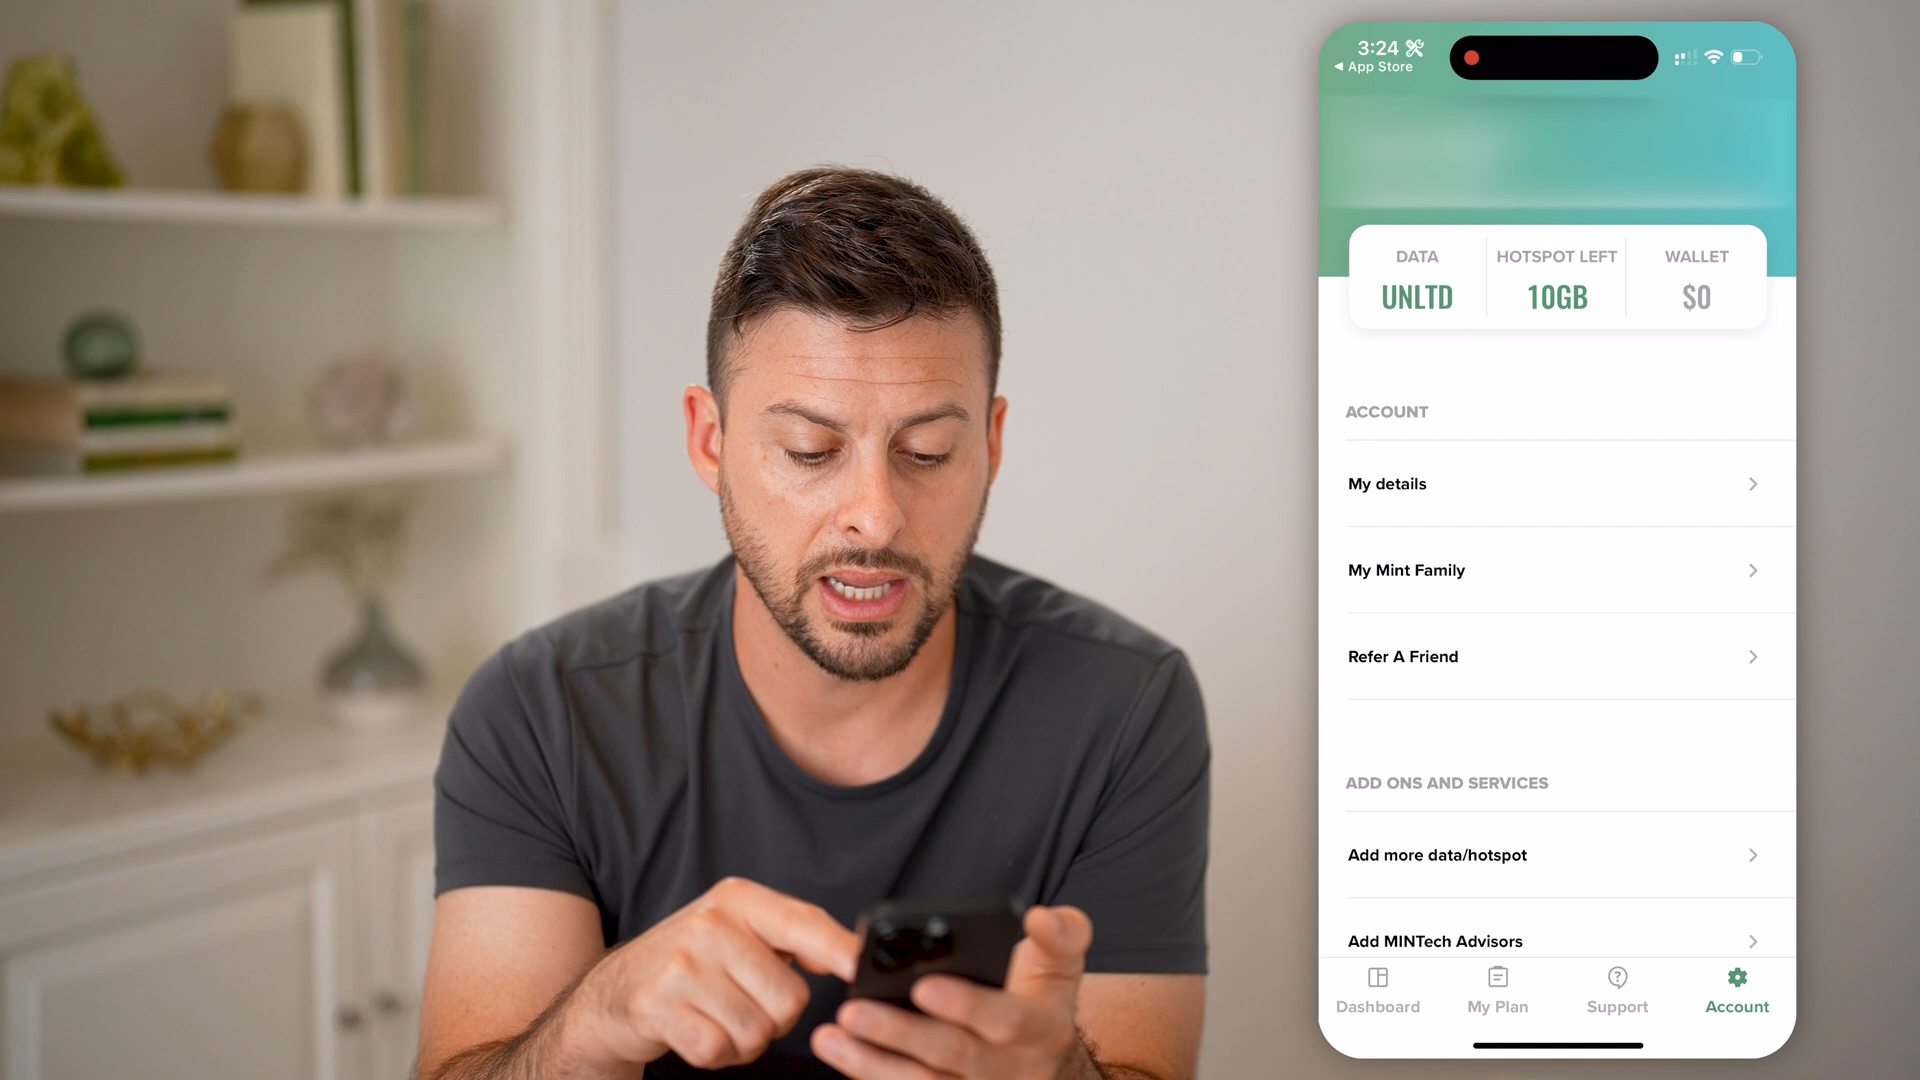 3:24
◀ App Store
DATA
HOTSPOT LEFT
WALLET
UNLTD
10GB
$0
ACCOUNT
My details
My Mint Family
Refer A Friend
ADD ONS AND SERVICES
Add more data/hotspot
Add MINTech Advisors
Dashboard
My Plan
Support
Account